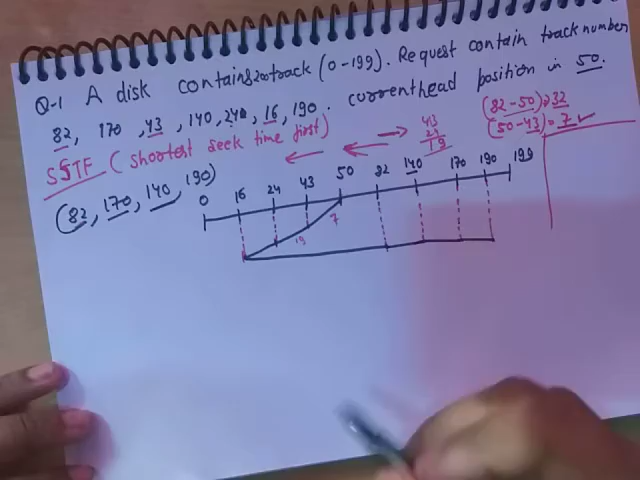 Q-1 A disk contains 200 track (0-199). Request contain track number
82, 170, 43, 140, 24, 16, 190. current head position in 50.
SSTF (shortest seek time first)
(82-50)=32
(50-43)=7 ✓
43
24
19
(82, 170, 140, 190)
0 16 24 43 50 82 140 170 190 199
19 7